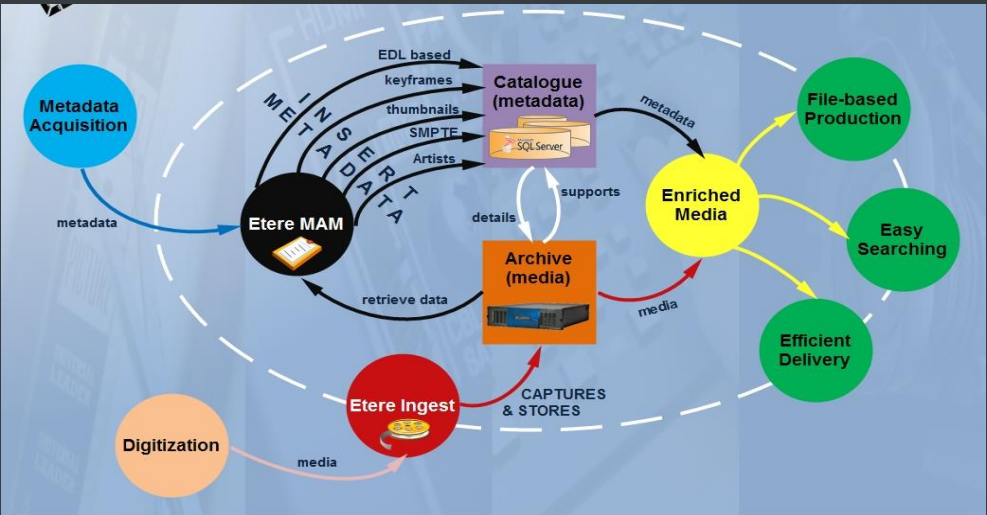 Metadata
Acquisition
metadata
EDL based
keyframes
thumbnails
SMPTE
Artists
INSERT
METADATA
Etere MAM
Catalogue
(metadata)
SQL Server
metadata
details
supports
Archive
(media)
retrieve data
media
Enriched
Media
File-based
Production
Easy
Searching
Efficient
Delivery
Etere Ingest
CAPTURES
& STORES
Digitization
media